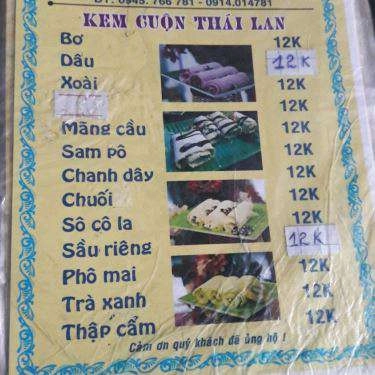 ĐT: 0945. 766 781 - 0914.014781
KEM CUỘN THÁI LAN
Bơ 12K
Dâu 12K
Xoài 12K
12K
Mãng cầu 12K
Sam pô 12K
Chanh dây 12K
Chuối 12K
Sô cô la 12K
Sầu riêng 12K
Phô mai 12K
Trà xanh 12K
Thập cẩm 12K
Cảm ơn quý khách đã ủng hộ !